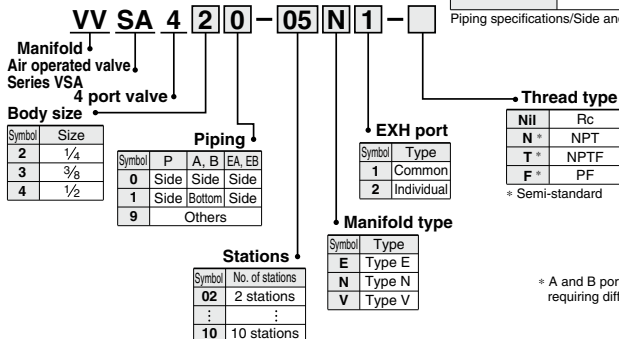 VV SA 4 2 0 - 05 N 1 -
Piping specifications/Side and
Manifold
Air operated valve
Series VSA
4 port valve
Body size
Symbol Size
2 1/4
3 3/8
4 1/2
Piping
Symbol P A, B EA, EB
0 Side Side Side
1 Side Bottom Side
9 Others
Stations
Symbol No. of stations
02 2 stations
⋮ ⋮
10 10 stations
EXH port
Symbol Type
1 Common
2 Individual
Manifold type
Symbol Type
E Type E
N Type N
V Type V
Thread type
Nil Rc
N * NPT
T * NPTF
F * PF
* Semi-standard
* A and B por
requiring diff